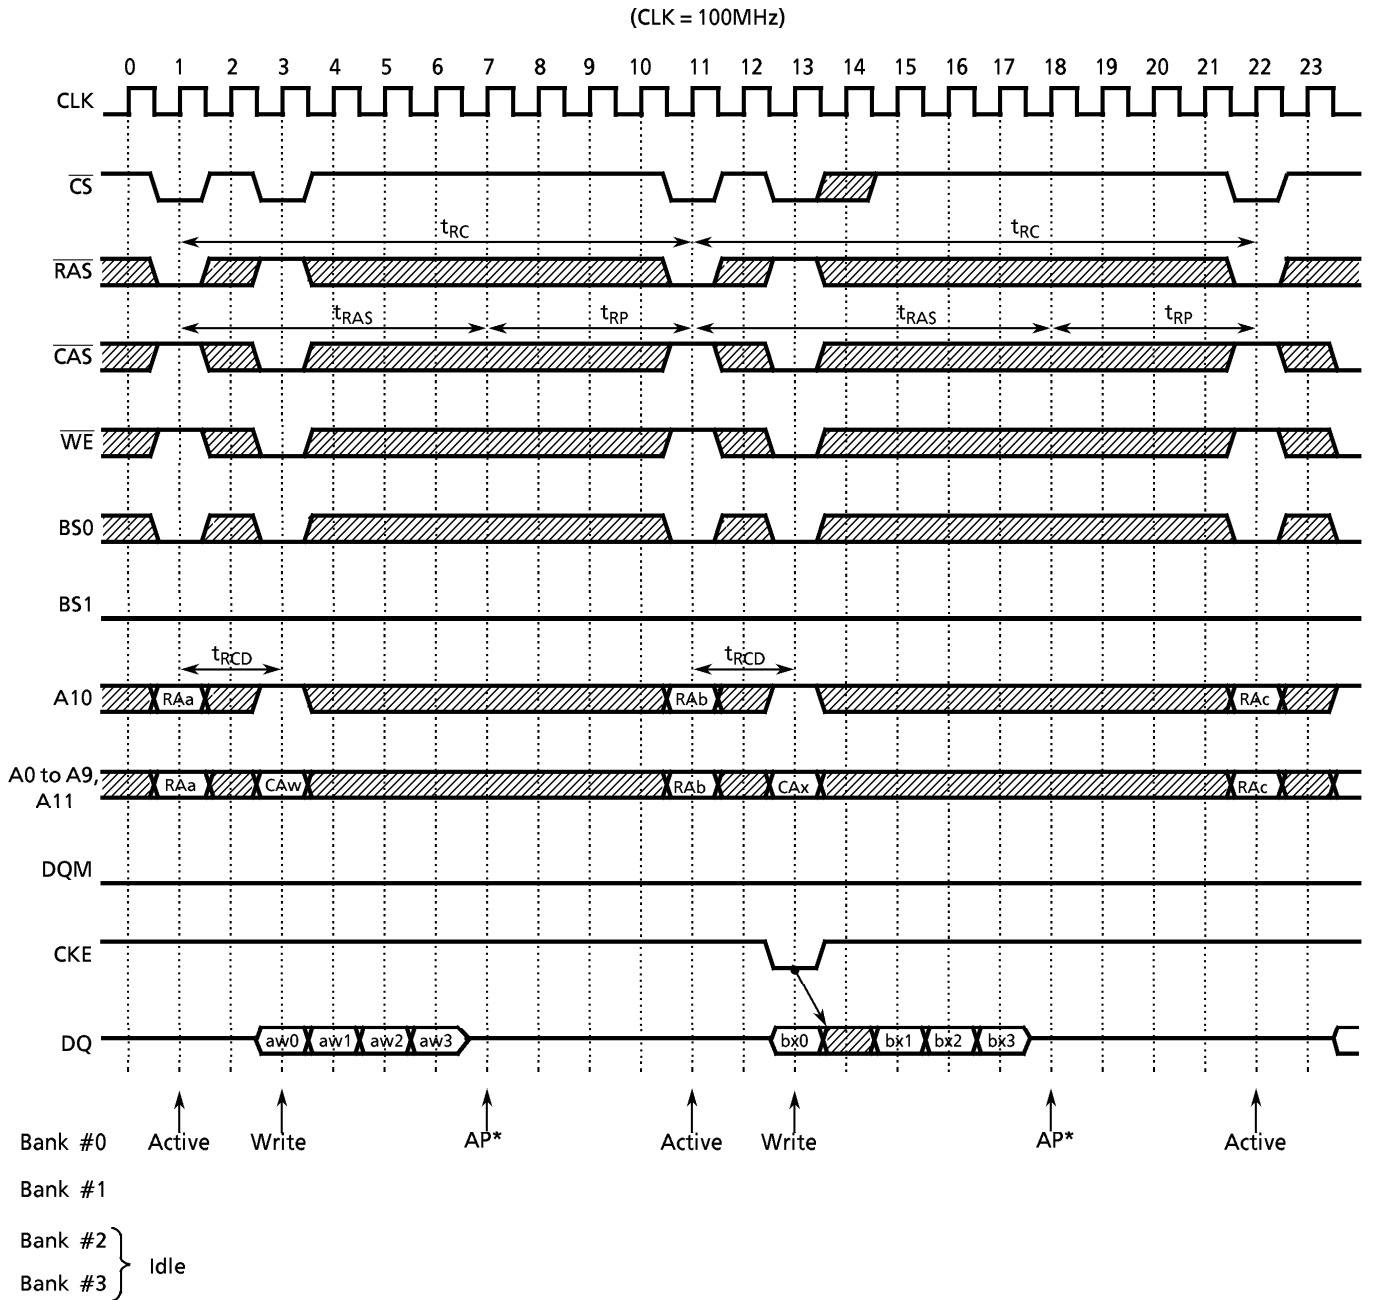 (CLK = 100MHz)
0 1 2 3 4 5 6 7 8 9 10 11 12 13 14 15 16 17 18 19 20 21 22 23
CLK
CS
tRC tRC
RAS
tRAS tRP tRAS tRP
CAS
WE
BS0
BS1
tRCD tRCD
A10 RAa RAb RAc
A0 to A9, A11 RAa CAw RAb CAx RAc
DQM
CKE
DQ aw0 aw1 aw2 aw3 bx0 bx1 bx2 bx3
Bank #0 Active Write AP* Active Write AP* Active
Bank #1
Bank #2
Idle
Bank #3